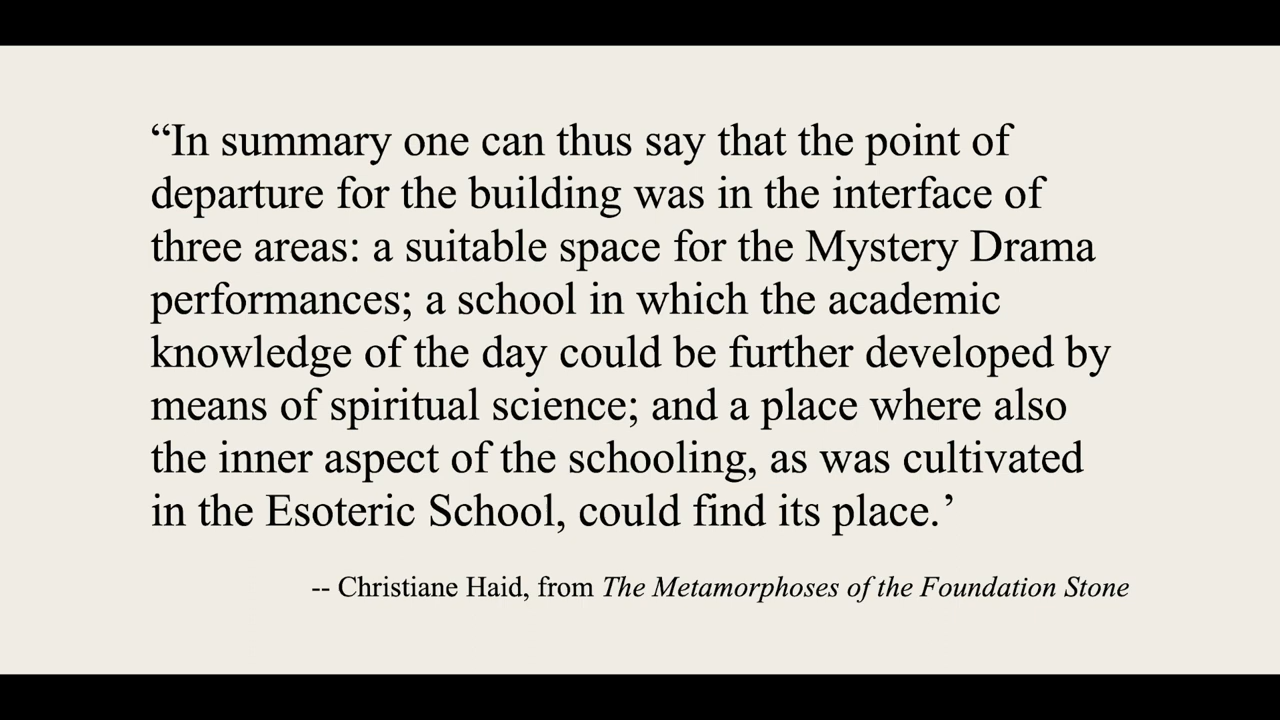 “In summary one can thus say that the point of
departure for the building was in the interface of
three areas: a suitable space for the Mystery Drama
performances; a school in which the academic
knowledge of the day could be further developed by
means of spiritual science; and a place where also
the inner aspect of the schooling, as was cultivated
in the Esoteric School, could find its place.’
-- Christiane Haid, from The Metamorphoses of the Foundation Stone